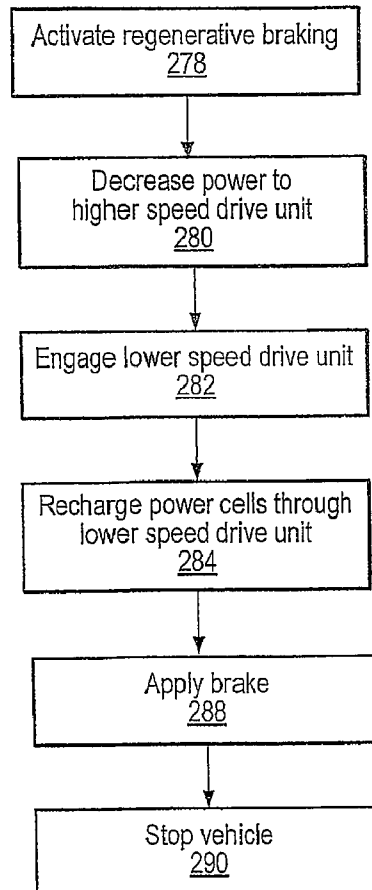 Activate regenerative braking
278
Decrease power to
higher speed drive unit
280
Engage lower speed drive unit
282
Recharge power cells through
lower speed drive unit
284
Apply brake
288
Stop vehicle
290